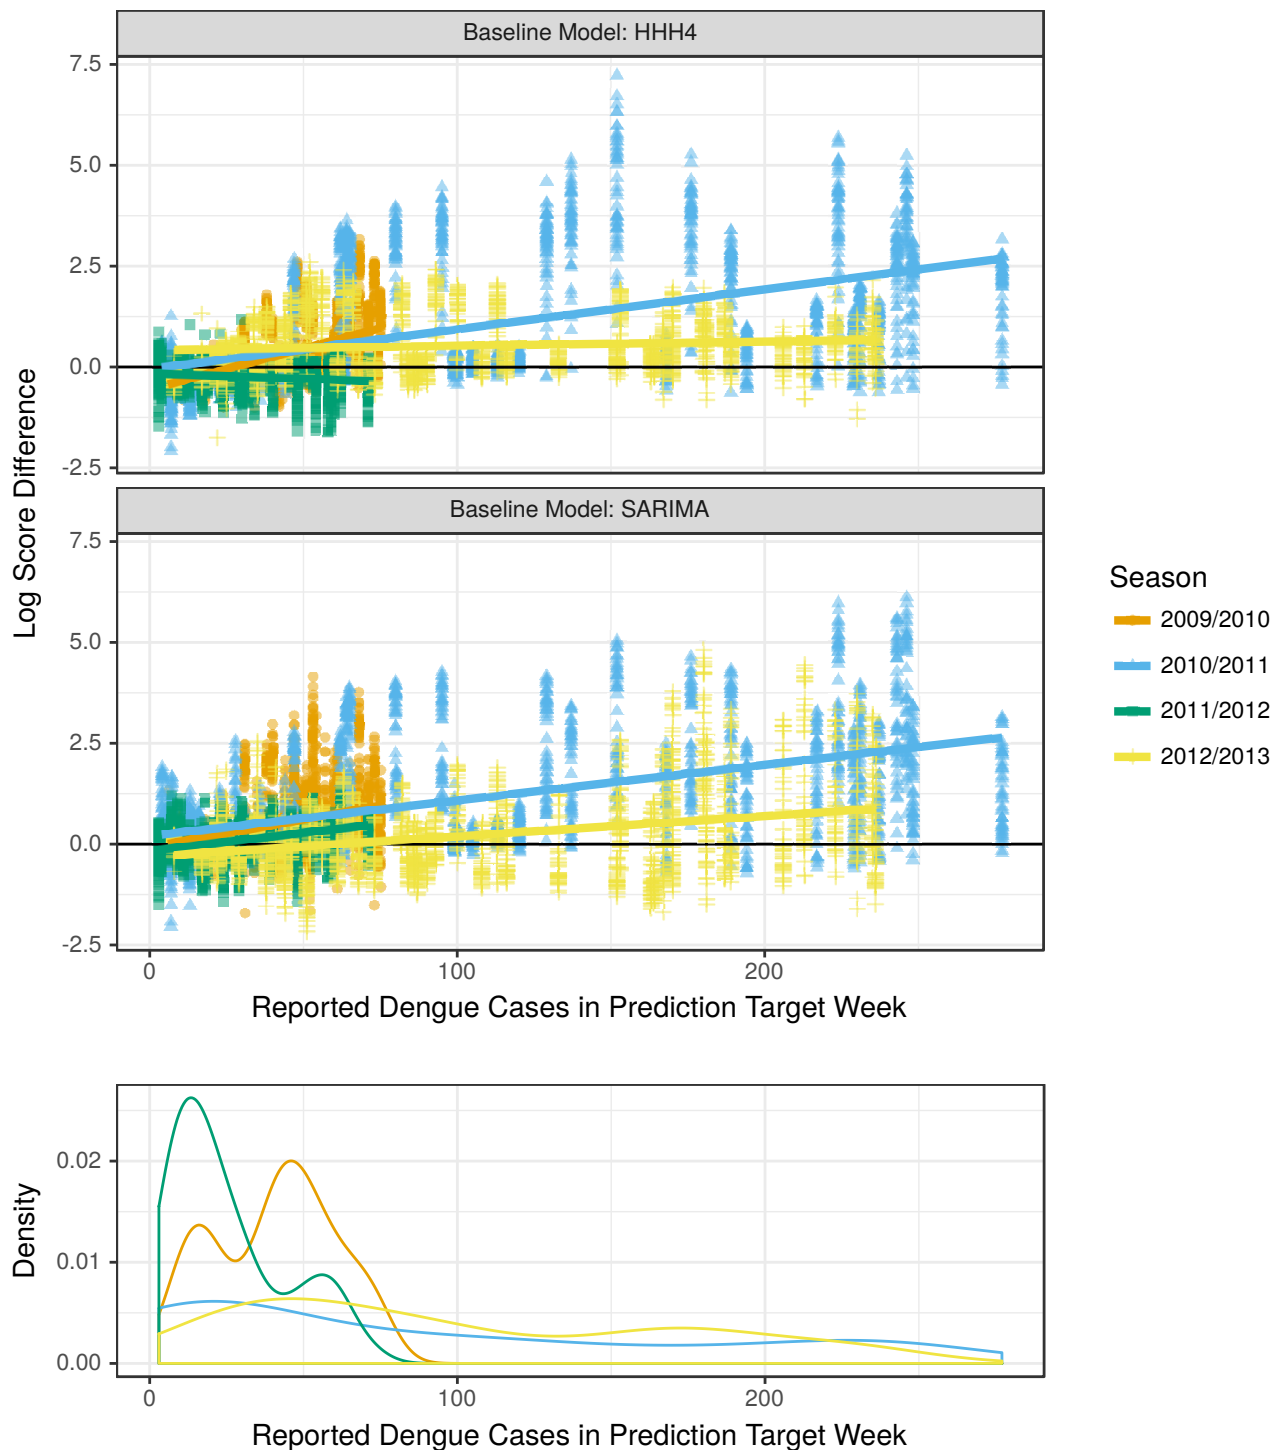 Baseline Model: HHH4
7.5
5.0
2.5
0.0
-2.5
Baseline Model: SARIMA
7.5
5.0
2.5
0.0
-2.5
Log Score Difference
0 100 200
Reported Dengue Cases in Prediction Target Week
Season
2009/2010
2010/2011
2011/2012
2012/2013
0.02
0.01
0.00
Density
0 100 200
Reported Dengue Cases in Prediction Target Week